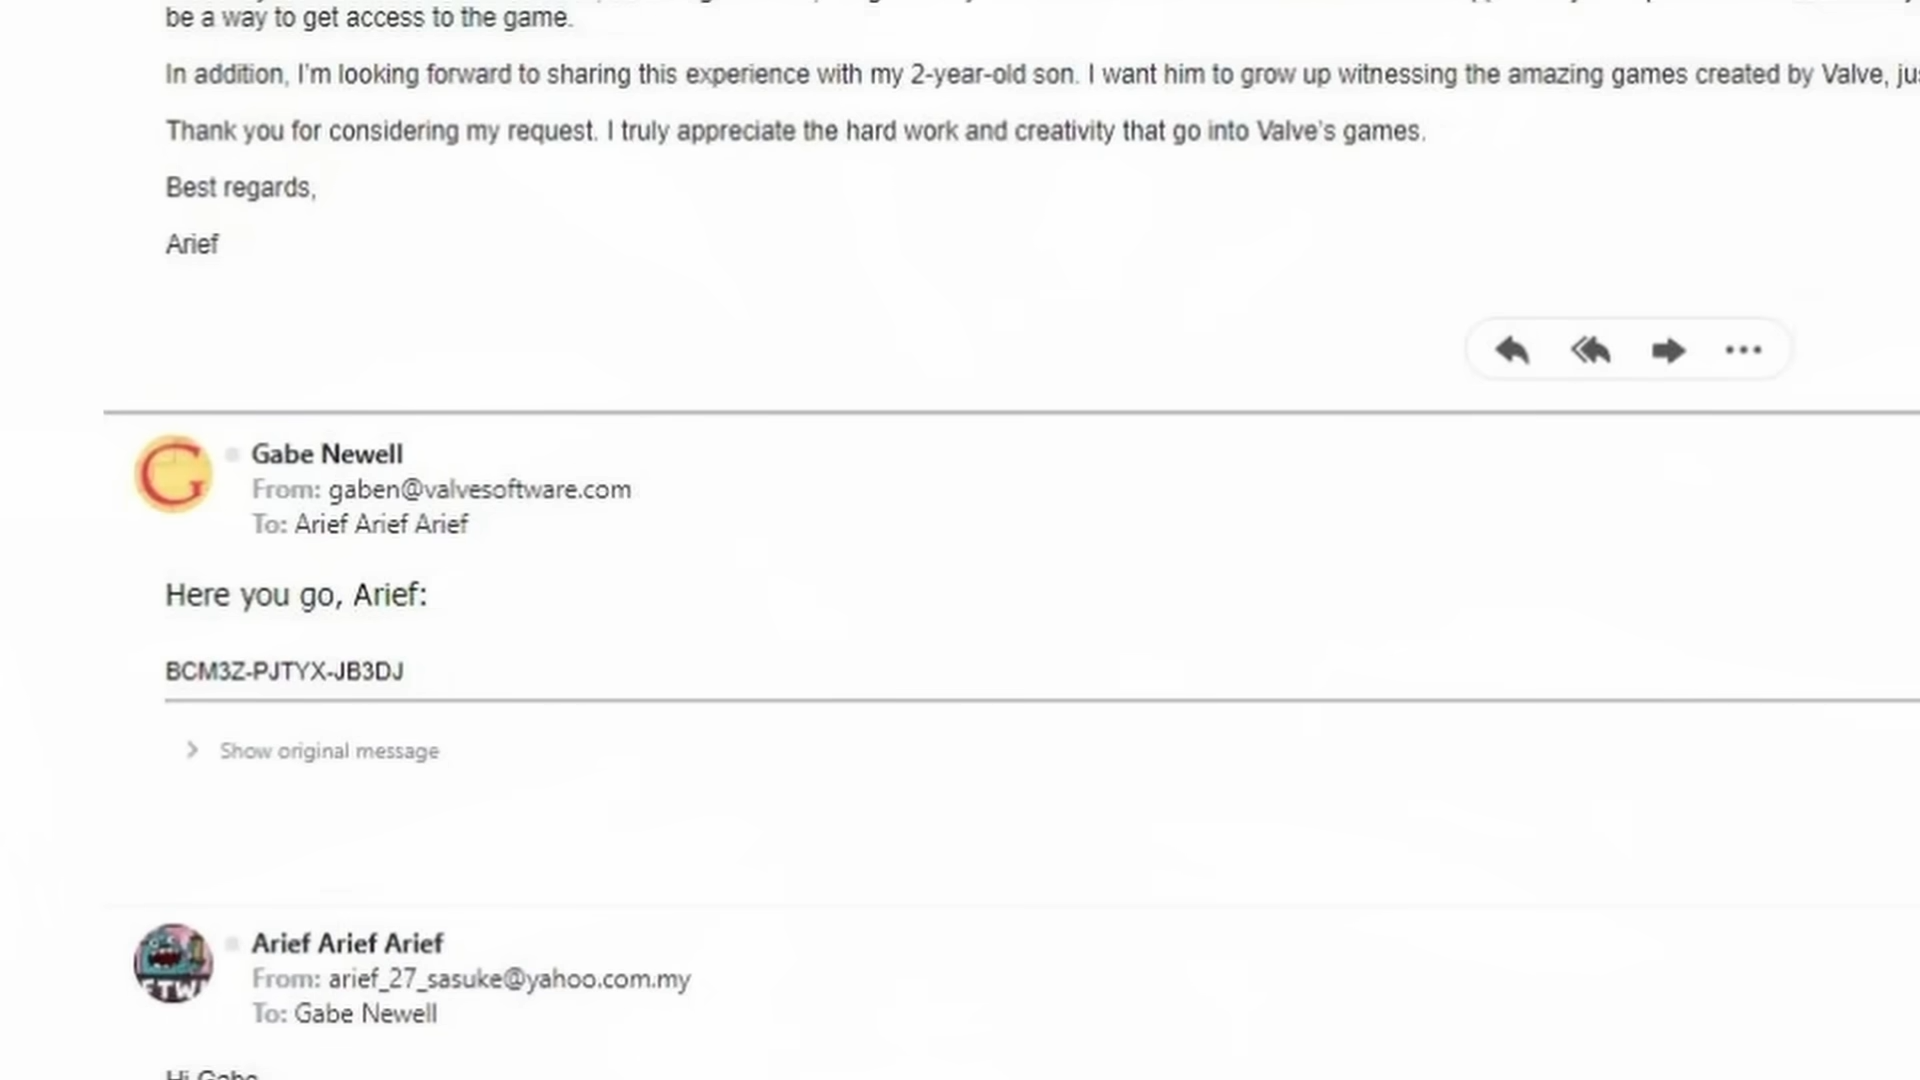 be a way to get access to the game.
In addition, I'm looking forward to sharing this experience with my 2-year-old son. I want him to grow up witnessing the amazing games created by Valve,
Thank you for considering my request. I truly appreciate the hard work and creativity that go into Valve's games.
Best regards,
Arief
G
Gabe Newell
From: gaben@valvesoftware.com
To: Arief Arief Arief
Here you go, Arief:
BCM3Z-PJTYX-JB3DJ
Show original message
Arief Arief Arief
From: arief_27_sasuke@yahoo.com.my
To: Gabe Newell
Hi Gabe